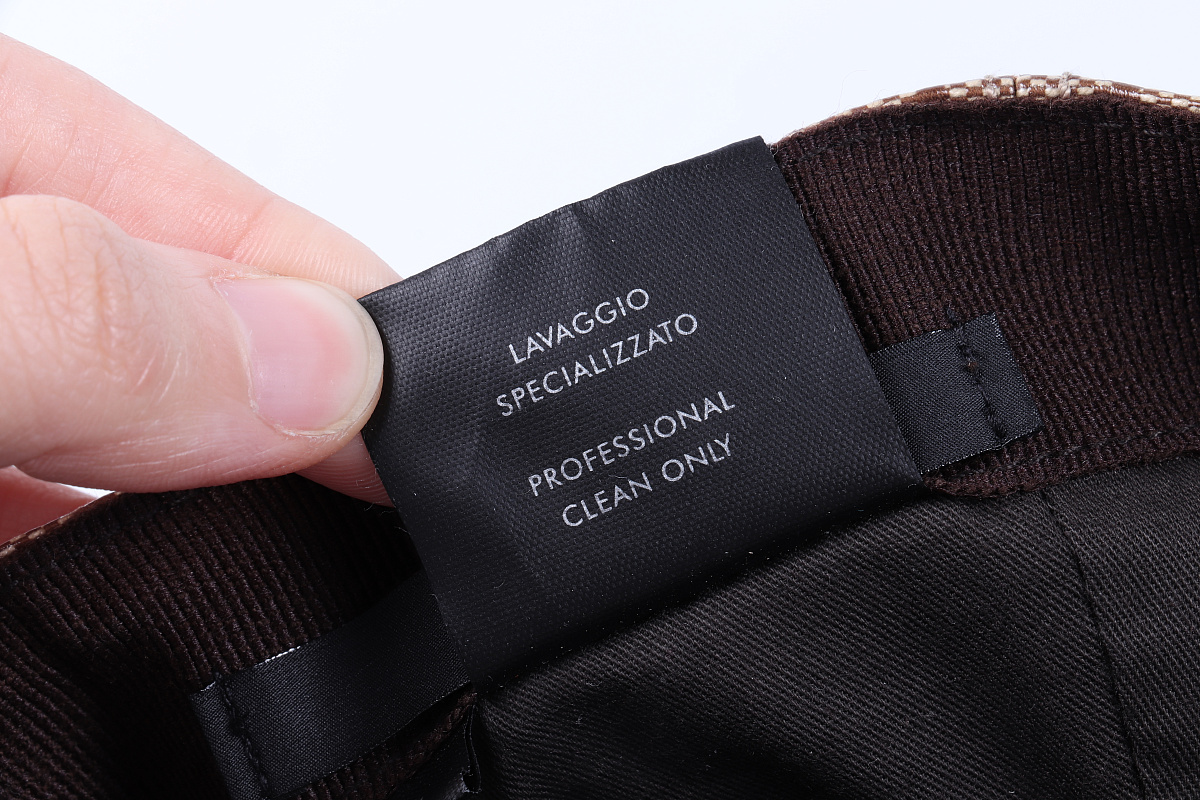 LAVAGGIO
SPECIALIZZATO
PROFESSIONAL
CLEAN ONLY